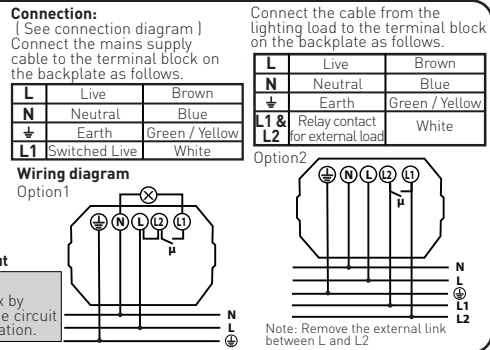 Connection:
( See connection diagram )
Connect the mains supply
cable to the terminal block on
the backplate as follows.
L Live Brown
N Neutral Blue
⏚ Earth Green / Yellow
L1 Switched Live White
Wiring diagram
Option1
⏚ N L L2 L1
μ
N
L
⏚
x by
e circuit
ation.
Connect the cable from the
lighting load to the terminal block
on the backplate as follows.
L Live Brown
N Neutral Blue
⏚ Earth Green / Yellow
L1 & Relay contact White
L2 for external load
Option2
⏚ N L L2 L1
μ
N
L
⏚
L1
L2
Note: Remove the external link
between L and L2